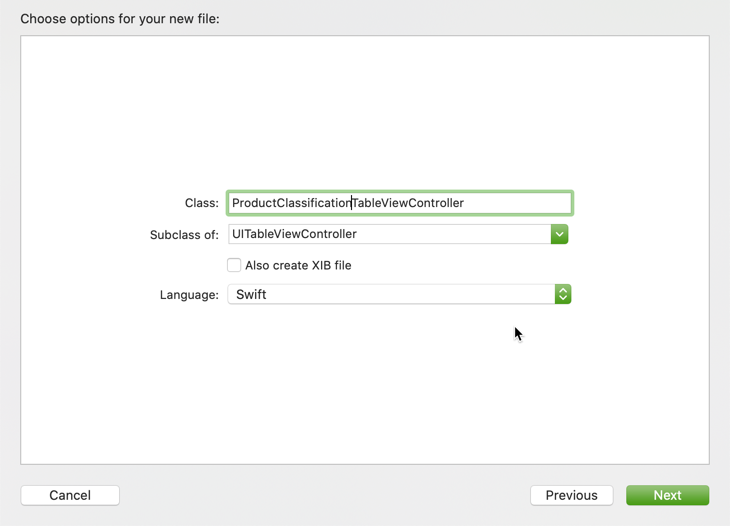 Choose options for your new file:
Class: ProductClassificationTableViewController
Subclass of: UITableViewController
Also create XIB file
Language: Swift
Cancel Previous Next